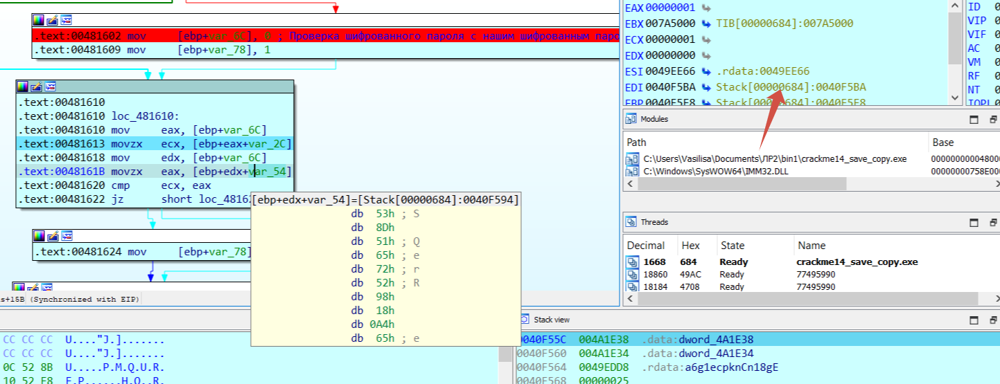 .text:00481602 mov [ebp+var_6C], 0 ; Проверка шифрованного пароля с нашим шифрованным паро
.text:00481609 mov [ebp+var_78], 1
.text:00481610
.text:00481610 loc_481610:
.text:00481610 mov eax, [ebp+var_6C]
.text:00481613 movzx ecx, [ebp+eax+var_2C]
.text:00481618 mov edx, [ebp+var_6C]
.text:0048161B movzx eax, [ebp+edx+var_54]
.text:00481620 cmp ecx, eax
.text:00481622 jz short loc_48162
[ebp+edx+var_54]=[Stack[00000684]:0040F594]
db 53h ; S
db 8Dh
db 51h ; Q
db 65h ; e
db 72h ; r
db 52h ; R
db 98h
db 18h
db 0A4h
db 65h ; e
.text:00481624 mov [ebp+var_78]
s+15B (Synchronized with EIP)
CC CC CC U...."J.].......
CC CC CC U...."J.].......
0C 52 8B U.....P.M.Q.UR.
10 52 E8 E.P......H.Q..R.
EAX 00000001
EBX 007A5000 TIB[00000684]:007A5000
ECX 00000001
EDX 00000000
ESI 0049EE66 .rdata:0049EE66
EDI 0040F5BA Stack[00000684]:0040F5BA
EBP 0040F5E8 Stack[00000684]:0040F5E8
ID 0
VIP 0
VIF 0
AC 0
VM 0
RF 0
NT 0
IOPL 0
Modules
Path Base
C:\Users\Vasilisa\Documents\ЛР2\bin1\crackme14_save_copy.exe 00000000004800
C:\Windows\SysWOW64\IMM32.DLL 00000000758E00
Threads
Decimal Hex State Name
1668 684 Ready crackme14_save_copy.exe
18860 49AC Ready 77495990
18184 4708 Ready 77495990
Stack view
0040F55C 004A1E38 .data:dword_4A1E38
0040F560 004A1E34 .data:dword_4A1E34
0040F564 0049EDD8 .rdata:a6g1ecpknCn18gE
0040F568 00000025